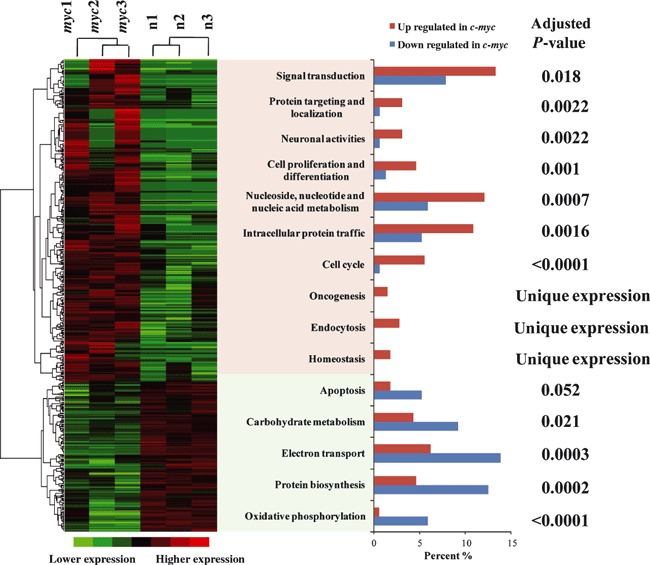 myc1 myc2 myc3 n1 n2 n3
Up regulated in c-myc
Down regulated in c-myc
Adjusted
P-value
Signal transduction 0.018
Protein targeting and
localization 0.0022
Neuronal activities 0.0022
Cell proliferation and
differentiation 0.001
Nucleoside, nucleotide and
nucleic acid metabolism 0.0007
Intracellular protein traffic 0.0016
Cell cycle <0.0001
Oncogenesis Unique expression
Endocytosis Unique expression
Homeostasis Unique expression
Apoptosis 0.052
Carbohydrate metabolism 0.021
Electron transport 0.0003
Protein biosynthesis 0.0002
Oxidative phosphorylation <0.0001
0 5 10 15
Percent %
Lower expression Higher expression